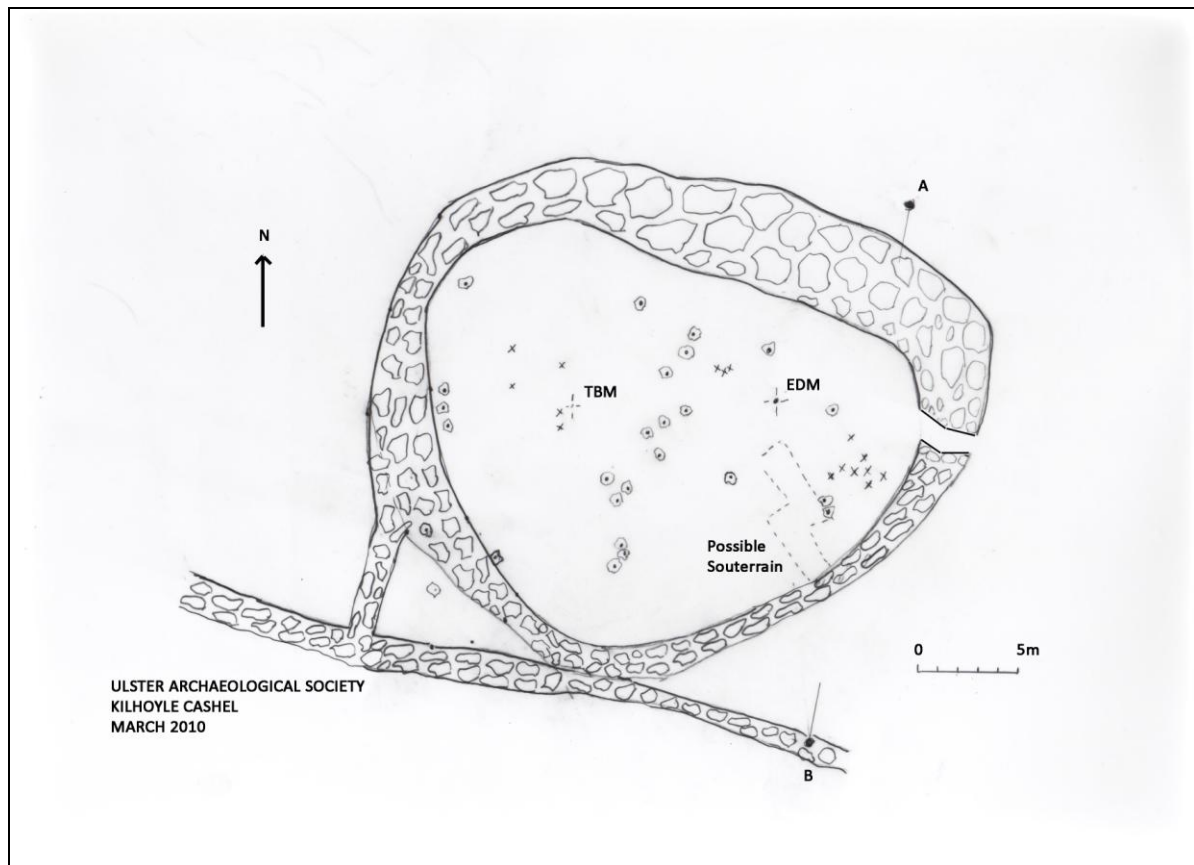 A
N
TBM
EDM
Possible
Souterrain
0 5m
ULSTER ARCHAEOLOGICAL SOCIETY
KILHOYLE CASHEL
MARCH 2010
B